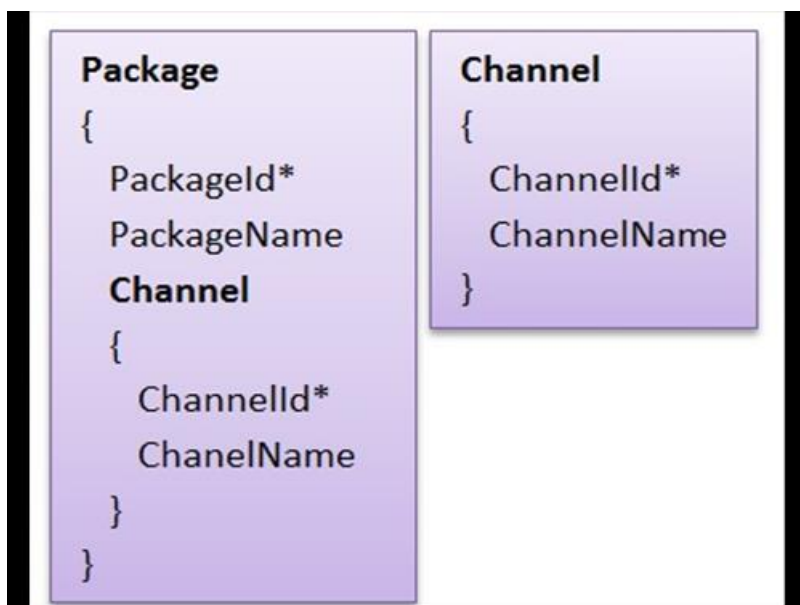 Package
{
PackageId*
PackageName
Channel
{
ChannelId*
ChanelName
}
}
Channel
{
ChannelId*
ChannelName
}